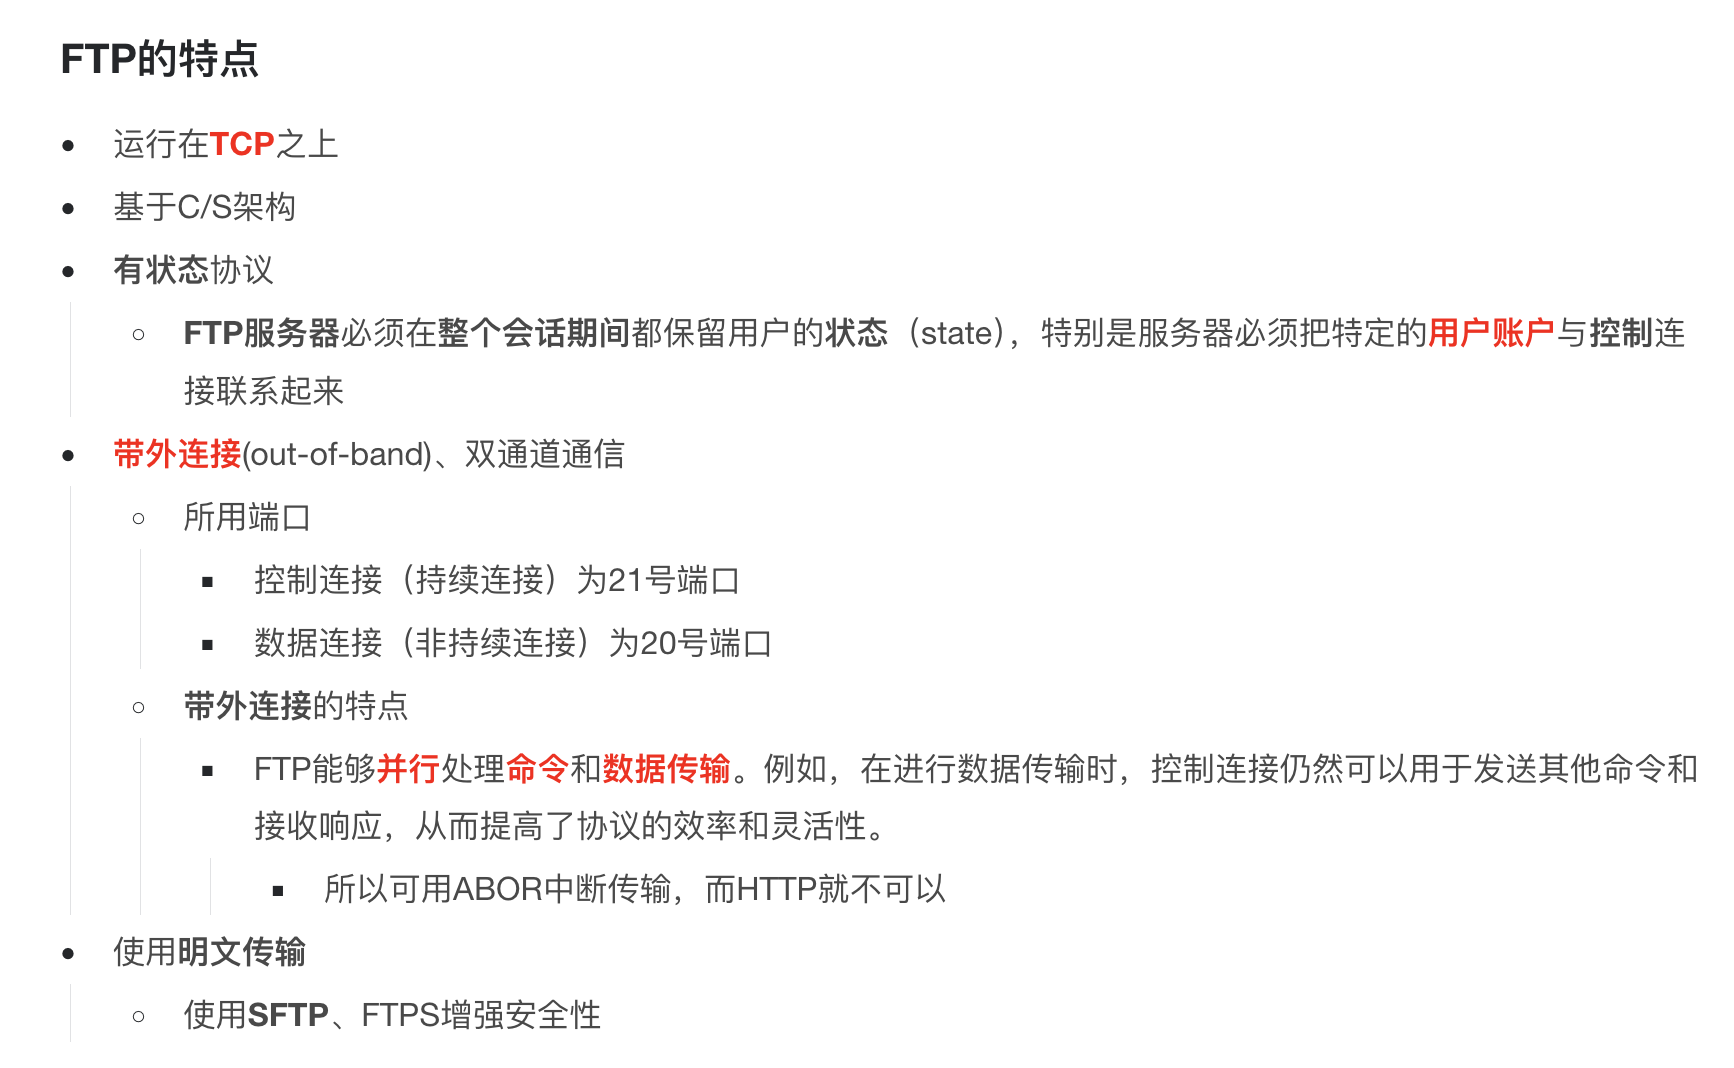 FTP的特点
运行在TCP之上
基于C/S架构
有状态协议
FTP服务器必须在整个会话期间都保留用户的状态（state），特别是服务器必须把特定的用户账户与控制连
接联系起来
带外连接(out-of-band)、双通道通信
所用端口
控制连接（持续连接）为21号端口
数据连接（非持续连接）为20号端口
带外连接的特点
FTP能够并行处理命令和数据传输。例如，在进行数据传输时，控制连接仍然可以用于发送其他命令和
接收响应，从而提高了协议的效率和灵活性。
所以可用ABOR中断传输，而HTTP就不可以
使用明文传输
使用SFTP、FTPS增强安全性